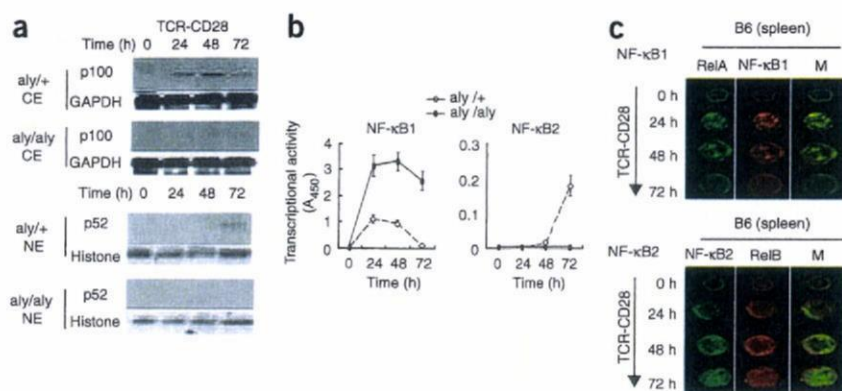 a
TCR-CD28
Time (h) 0 24 48 72
aly/+ CE
p100
GAPDH
aly/aly CE
p100
GAPDH
Time (h) 0 24 48 72
aly/+ NE
p52
Histone
aly/aly NE
p52
Histone
b
aly /+
aly /aly
NF-κB1
NF-κB2
Transcriptional activity (A450)
4
3
2
1
0
0 24 48 72
Time (h)
0.3
0.2
0.1
0
0 24 48 72
Time (h)
c
B6 (spleen)
NF-κB1
RelA NF-κB1 M
TCR-CD28
0 h
24 h
48 h
72 h
B6 (spleen)
NF-κB2
NF-κB2 RelB M
TCR-CD28
0 h
24 h
48 h
72 h